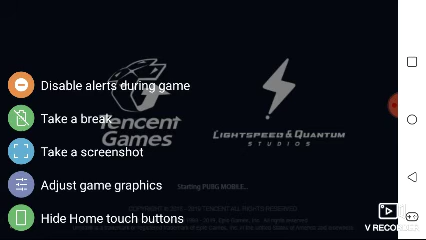 Disable alerts during game
Take a break
Tencent
Games
LIGHTSPEED & QUANTUM
STUDIOS
Take a screenshot
Adjust game graphics
Starting PUBG MOBILE...
Hide Home touch buttons
V RECORDER